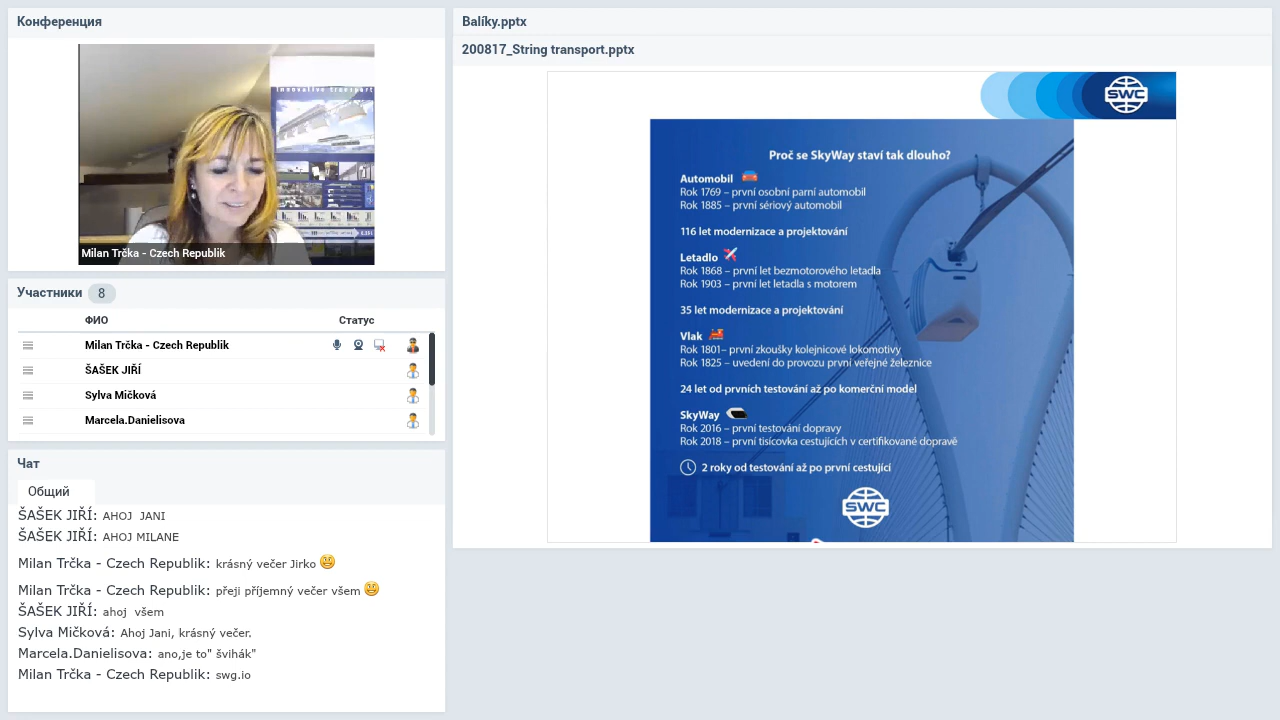 Конференция
innovative transport
Milan Trčka - Czech Republik
Участники 8
ФИО Статус
Milan Trčka - Czech Republik
ŠAŠEK JIŘÍ
Sylva Mičková
Marcela.Danielisova
Чат
Общий
ŠAŠEK JIŘÍ: AHOJ JANI
ŠAŠEK JIŘÍ: AHOJ MILANE
Milan Trčka - Czech Republik: krásný večer Jirko
Milan Trčka - Czech Republik: přeji příjemný večer všem
ŠAŠEK JIŘÍ: ahoj všem
Sylva Mičková: Ahoj Jani, krásný večer.
Marcela.Danielisova: ano,je to" švihák"
Milan Trčka - Czech Republik: swg.io
Balíky.pptx
200817_String transport.pptx
SWC
Proč se SkyWay staví tak dlouho?
Automobil
Rok 1769 – první osobní parní automobil
Rok 1885 – první sériový automobil
116 let modernizace a projektování
Letadlo
Rok 1868 – první let bezmotorového letadla
Rok 1903 – první let letadla s motorem
35 let modernizace a projektování
Vlak
Rok 1801– první zkoušky kolejnicové lokomotivy
Rok 1825 – uvedení do provozu první veřejné železnice
24 let od prvních testování až po komerční model
SkyWay
Rok 2016 – první testování dopravy
Rok 2018 – první tisícovka cestujících v certifikované dopravě
2 roky od testování až po první cestující
SWC